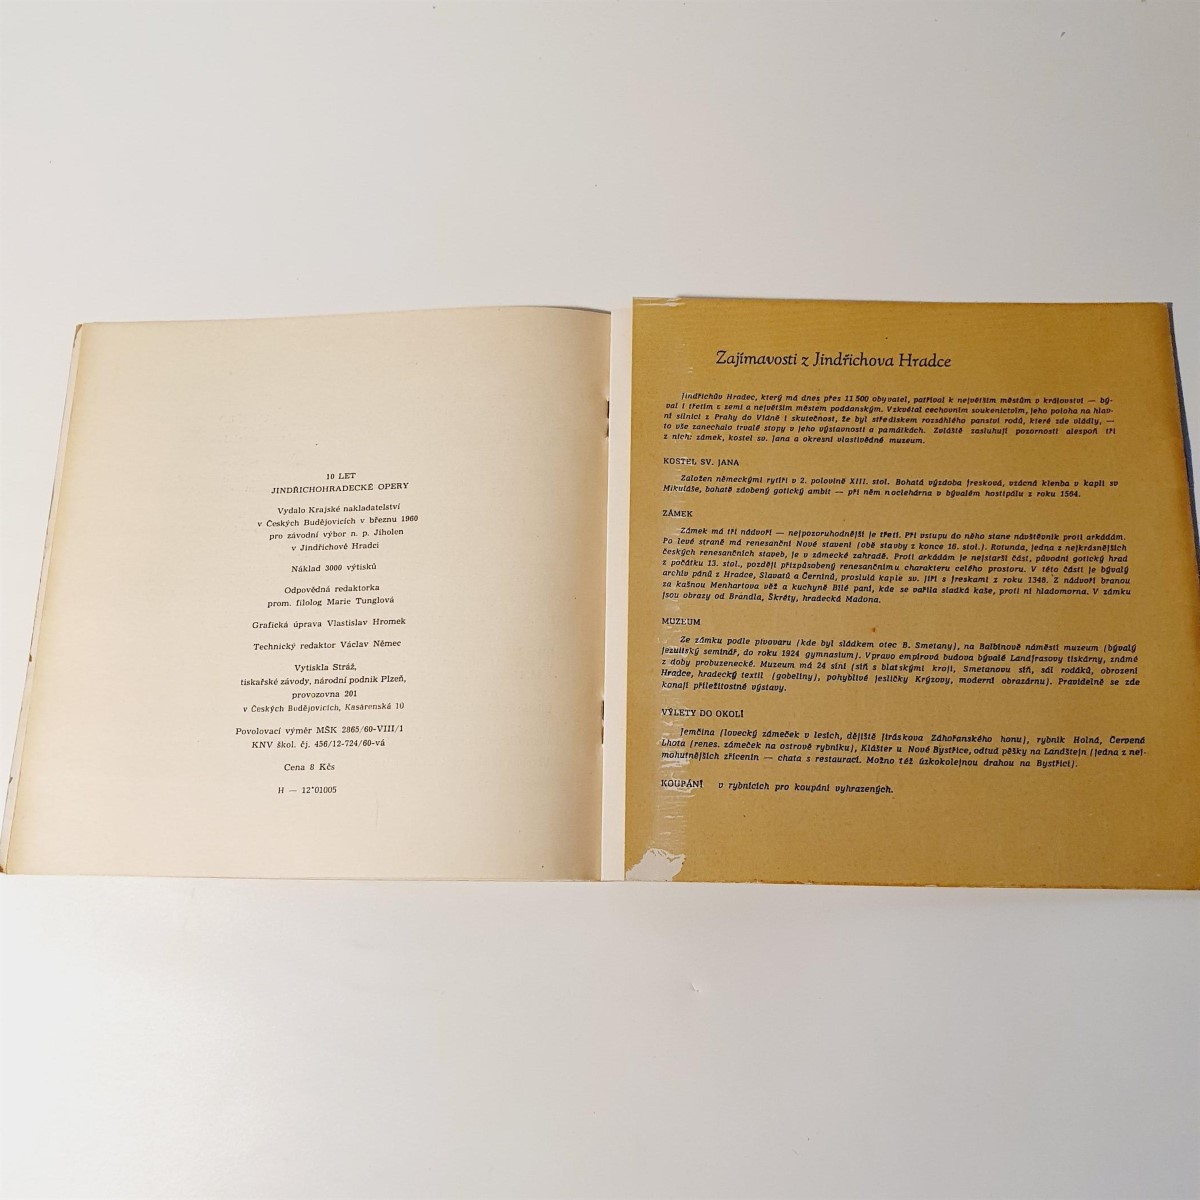 10 LET
JINDŘICHOHRADECKÉ OPERY
Vydalo Krajské nakladatelství
v Českých Budějovicích v březnu 1960
pro závodní výbor n. p. Jiholen
v Jindřichově Hradci
Náklad 3000 výtisků
Odpovědná redaktorka
prom. filolog Marie Tunglová
Grafická úprava Vlastislav Hromek
Technický redaktor Václav Němec
Vytiskla Stráž,
tiskařské závody, národní podnik Plzeň,
provozovna 201
v Českých Budějovicích, Kasárenská 10
Povolovací výměr MŠK 2865/60-VIII/1
KNV škol. čj. 456/12-724/60-vá
Cena 8 Kčs
H — 12*01005
Zajímavosti z Jindřichova Hradce
Jindřichův Hradec, který má dnes přes 11 500 obyvatel, patříval k největším městům v království — bý-
val i třetím v zemi a největším městem poddanským. Vzkvétal cechovním soukenictvím, jeho poloha na hlav-
ní silnici z Prahy do Vídně i skutečnost, že byl střediskem rozsáhlého panství rodů, které zde vládly, —
to vše zanechalo trvalé stopy v jeho výstavnosti a památkách. Zvláště zasluhují pozornosti alespoň tři
z nich: zámek, kostel sv. Jana a okresní vlastivědné muzeum.
KOSTEL SV. JANA
Založen německými rytíři v 2. polovině XIII. stol. Bohatá výzdoba fresková, vzácná klenba v kapli sv
Mikuláše, bohatě zdobený gotický ambit — při něm noclehárna v bývalém hostipálu z roku 1564.
ZÁMEK
Zámek má tři nádvoří — nejpozoruhodnější je třetí. Při vstupu do něho stane návštěvník proti arkádám.
Po levé straně má renesanční Nové stavení (obě stavby z konce 16. stol.). Rotunda, jedna z nejkrásnějších
českých renesančních staveb, je v zámecké zahradě. Proti arkádám je nejstarší část, původní gotický hrad
z počátku 13. stol., později přizpůsobený renesančnímu charakteru celého prostoru. V této části je bývalý
archiv pánů z Hradce, Slavatů a Černínů, proslulá kaple sv. Jiří s freskami z roku 1348. Z nádvoří branou
za kašnou Menhartova věž a kuchyně Bílé paní, kde se vařila sladká kaše, proti ní hladomorna. V zámku
jsou obrazy od Brandla, Škréty, hradecká Madona.
MUZEUM
Ze zámku podle pivovaru (kde byl sládkem otec B. Smetany), na Balbínovo náměstí muzeum (bývalý
jezuitský seminář, do roku 1924 gymnasium). Vpravo empírová budova bývalé Landfrasovy tiskárny, známé
z doby probuzenecké. Muzeum má 24 síní (síň s blatskými kroji, Smetanovu síň, sál rodáků, obrození
Hradce, hradecký textil (gobelíny), pohyblivé jesličky Krýzovy, moderní obrazárnu). Pravidelně se zde
konají příležitostné výstavy.
VÝLETY DO OKOLÍ
Jemčina (lovecký zámeček v lesích, dějiště Jiráskova Záhořanského honu), rybník Holná, Červená
Lhota (renes. zámeček na ostrově rybníku), Klášter u Nové Bystřice, odtud pěšky na Landštejn (jedna z nej-
mohutnějších zřícenin — chata s restaurací. Možno též úzkokolejnou drahou na Bystřici).
KOUPÁNÍ v rybnících pro koupání vyhrazených.